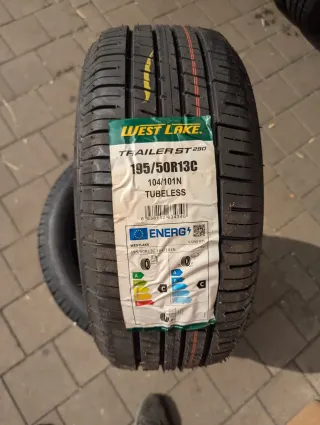 WEST LAKE.
TRAILER ST 290
195/50R13C
104/101N
TUBELESS
ENERG
A
C
C